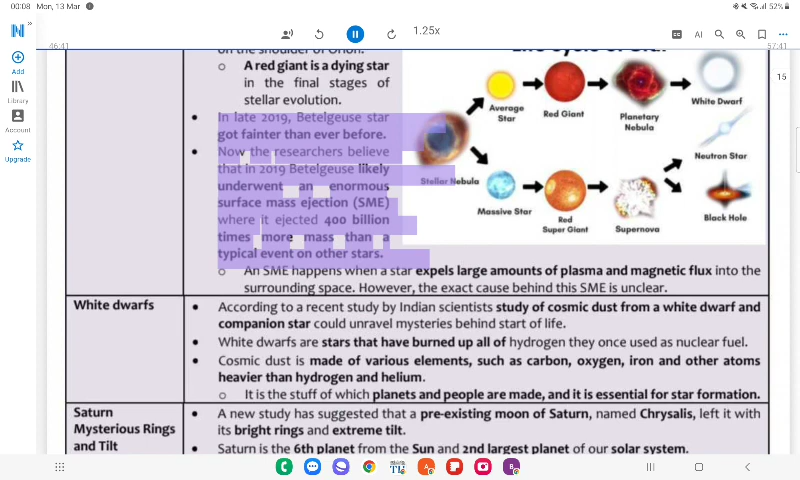 00:08 Mon, 13 Mar
52%
1.25x
AI
46:41
57:41
Add
Library
Account
Upgrade
15
on the shoulder of Orion.
A red giant is a dying star
in the final stages of
stellar evolution.
In late 2019, Betelgeuse star
got fainter than ever before.
Now the researchers believe
that in 2019 Betelgeuse likely
underwent an enormous
surface mass ejection (SME)
where it ejected 400 billion
times more mass than a
typical event on other stars.
Average
Star
Red Giant
Planetary
Nebula
White Dwarf
Stellar Nebula
Neutron Star
Massive Star
Red
Super Giant
Supernova
Black Hole
An SME happens when a star expels large amounts of plasma and magnetic flux into the
surrounding space. However, the exact cause behind this SME is unclear.
White dwarfs
According to a recent study by Indian scientists study of cosmic dust from a white dwarf and
companion star could unravel mysteries behind start of life.
White dwarfs are stars that have burned up all of hydrogen they once used as nuclear fuel.
Cosmic dust is made of various elements, such as carbon, oxygen, iron and other atoms
heavier than hydrogen and helium.
It is the stuff of which planets and people are made, and it is essential for star formation.
Saturn
Mysterious Rings
and Tilt
A new study has suggested that a pre-existing moon of Saturn, named Chrysalis, left it with
its bright rings and extreme tilt.
Saturn is the 6th planet from the Sun and 2nd largest planet of our solar system.